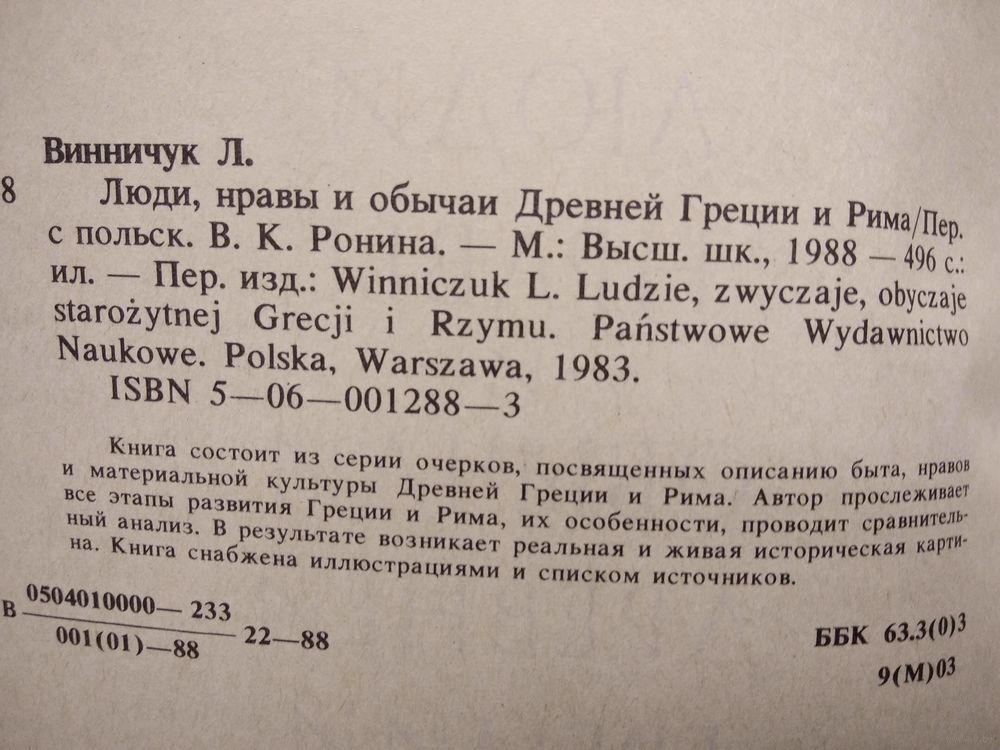 Винничук Л.
8 Люди, нравы и обычаи Древней Греции и Рима/Пер.
с польск. В. К. Ронина. — М.: Высш. шк., 1988 — 496 с.:
ил. — Пер. изд.: Winniczuk L. Ludzie, zwyczaje, obyczaje
starożytnej Grecji i Rzymu. Państwowe Wydawnictwo
Naukowe. Polska, Warszawa, 1983.
ISBN 5—06—001288—3
Книга состоит из серии очерков, посвященных описанию быта, нравов
и материальной культуры Древней Греции и Рима. Автор прослеживает
все этапы развития Греции и Рима, их особенности, проводит сравнитель-
ный анализ. В результате возникает реальная и живая историческая карти-
на. Книга снабжена иллюстрациями и списком источников.
В 0504010000—233
001(01)—88 22—88
ББК 63.3(0)3
9(М)03